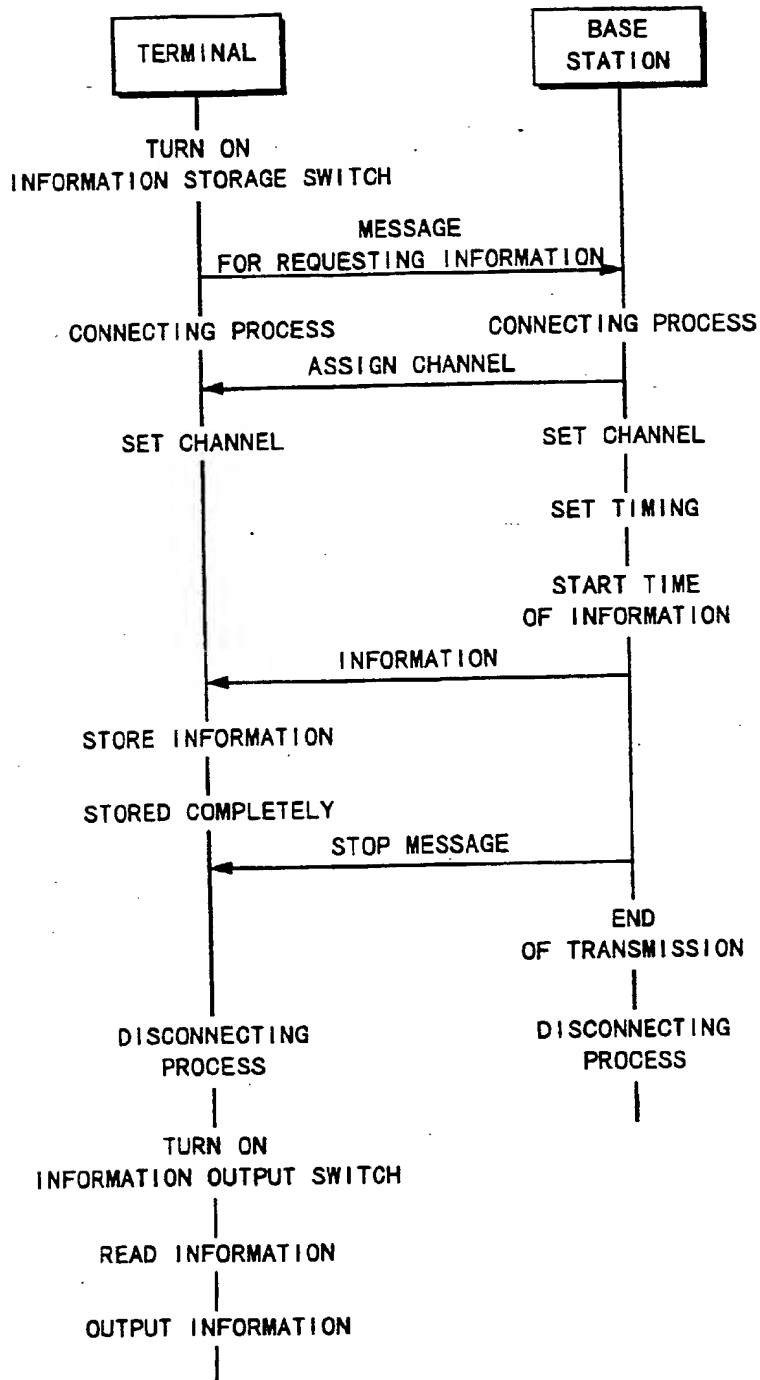 TERMINAL
BASE
STATION
TURN ON
INFORMATION STORAGE SWITCH
MESSAGE
FOR REQUESTING INFORMATION
CONNECTING PROCESS
CONNECTING PROCESS
ASSIGN CHANNEL
SET CHANNEL
SET CHANNEL
SET TIMING
START TIME
OF INFORMATION
INFORMATION
STORE INFORMATION
STORED COMPLETELY
STOP MESSAGE
END
OF TRANSMISSION
DISCONNECTING
PROCESS
DISCONNECTING
PROCESS
TURN ON
INFORMATION OUTPUT SWITCH
READ INFORMATION
OUTPUT INFORMATION